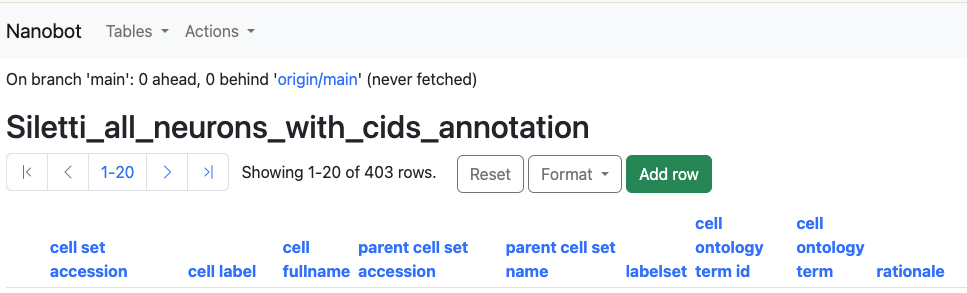 Nanobot Tables Actions
On branch 'main': 0 ahead, 0 behind 'origin/main' (never fetched)
Siletti_all_neurons_with_cids_annotation
1-20 Showing 1-20 of 403 rows. Reset Format Add row
cell set accession
cell label
cell fullname
parent cell set accession
parent cell set name
labelset
cell ontology term id
cell ontology term
rationale